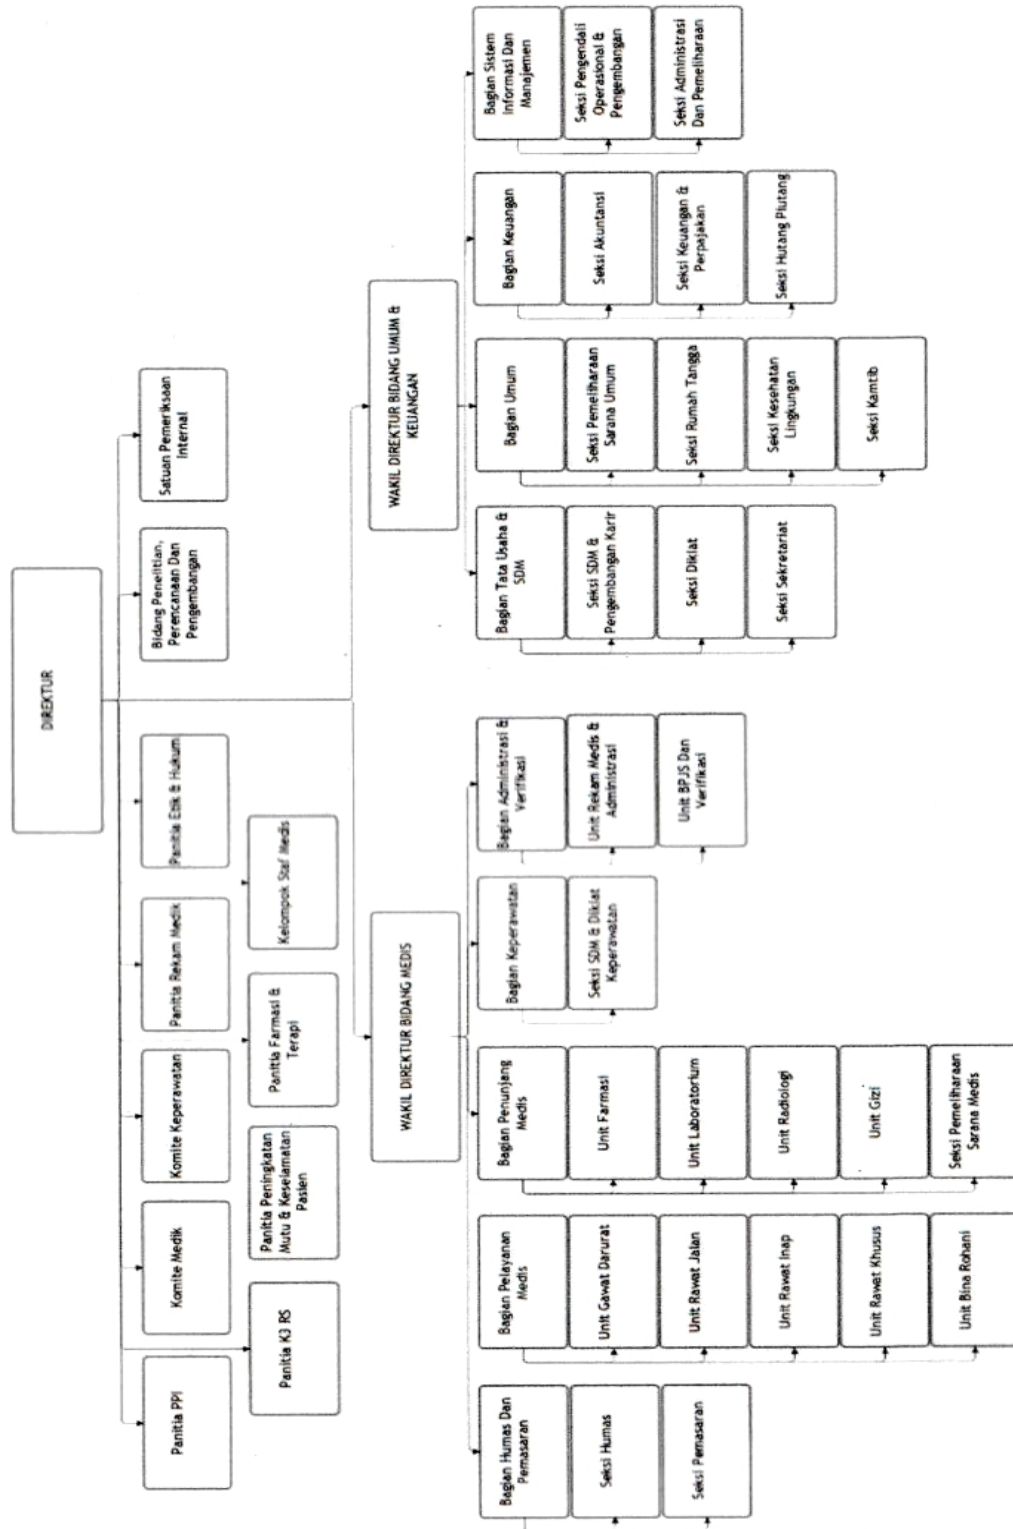 DIREKTUR
Panitia PPI
Komite Medik
Komite Keperawatan
Panitia Rekam Medik
Panitia Etik & Hukum
Bidang Penelitian,
Perencanaan Dan
Pengembangan
Satuan Pemeriksaan
Internal
Panitia K3 RS
Panitia Peningkatan
Mutu & Keselamatan
Pasien
Panitia Farmasi &
Terapi
Kelompok Staf Medis
WAKIL DIREKTUR BIDANG MEDIS
WAKIL DIREKTUR BIDANG UMUM &
KEUANGAN
Bagian Humas Dan
Pemasaran
Seksi Humas
Seksi Pemasaran
Bagian Pelayanan
Medis
Unit Gawat Darurat
Unit Rawat Jalan
Unit Rawat Inap
Unit Rawat Khusus
Unit Bina Rohani
Bagian Penunjang
Medis
Unit Farmasi
Unit Laboratorium
Unit Radiologi
Unit Gizi
Seksi Pemeliharaan
Sarana Medis
Bagian Keperawatan
Seksi SDM & Diklat
Keperawatan
Bagian Administrasi &
Verifikasi
Unit Rekam Medis &
Administrasi
Unit BPJS Dan
Verifikasi
Bagian Tata Usaha &
SDM
Seksi SDM &
Pengembangan Karir
Seksi Diklat
Seksi Sekretariat
Bagian Umum
Seksi Pemeliharaan
Sarana Umum
Seksi Rumah Tangga
Seksi Kesehatan
Lingkungan
Seksi Kamtib
Bagian Keuangan
Seksi Akuntansi
Seksi Keuangan &
Perpajakan
Seksi Hutang Piutang
Bagian Sistem
Informasi Dan
Manajemen
Seksi Pengendali
Operasional &
Pengembangan
Seksi Administrasi
Dan Pemeliharaan